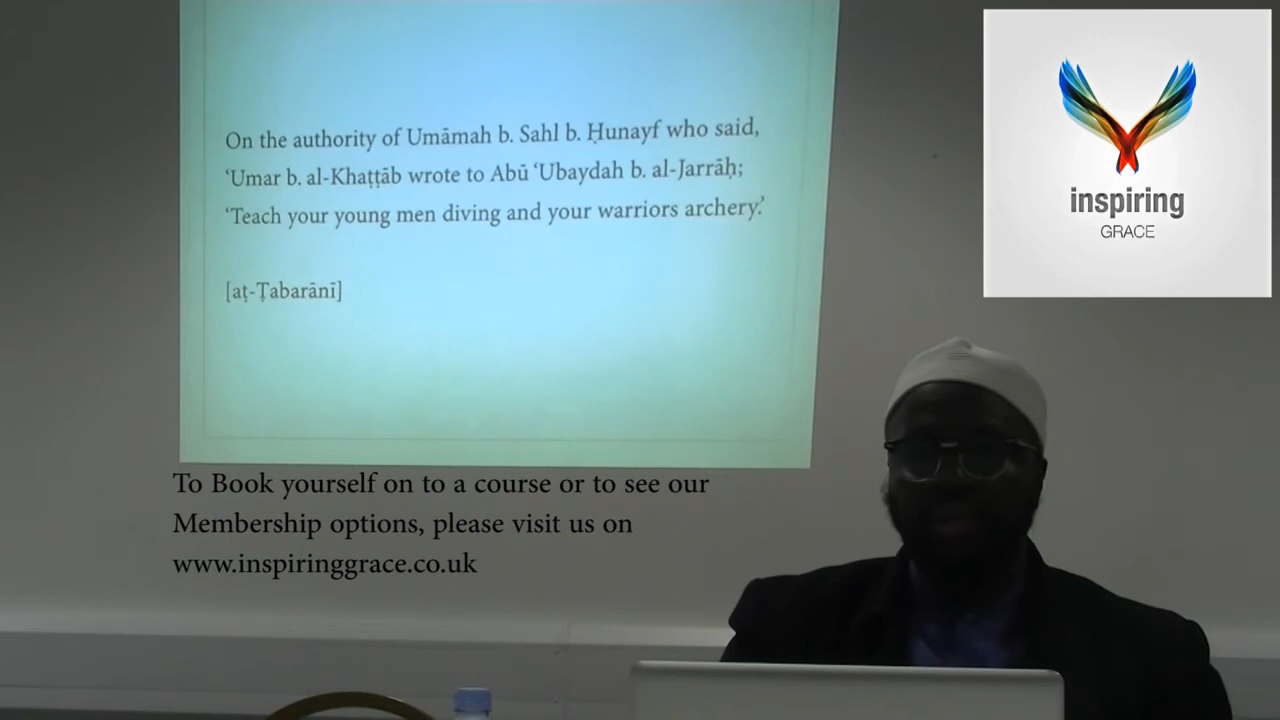 On the authority of Umāmah b. Sahl b. Ḥunayf who said,
‘Umar b. al-Khaṭṭāb wrote to Abū ‘Ubaydah b. al-Jarrāḥ;
‘Teach your young men diving and your warriors archery.’
[aṭ-Ṭabarānī]
inspiring
GRACE
To Book yourself on to a course or to see our
Membership options, please visit us on
www.inspiringgrace.co.uk